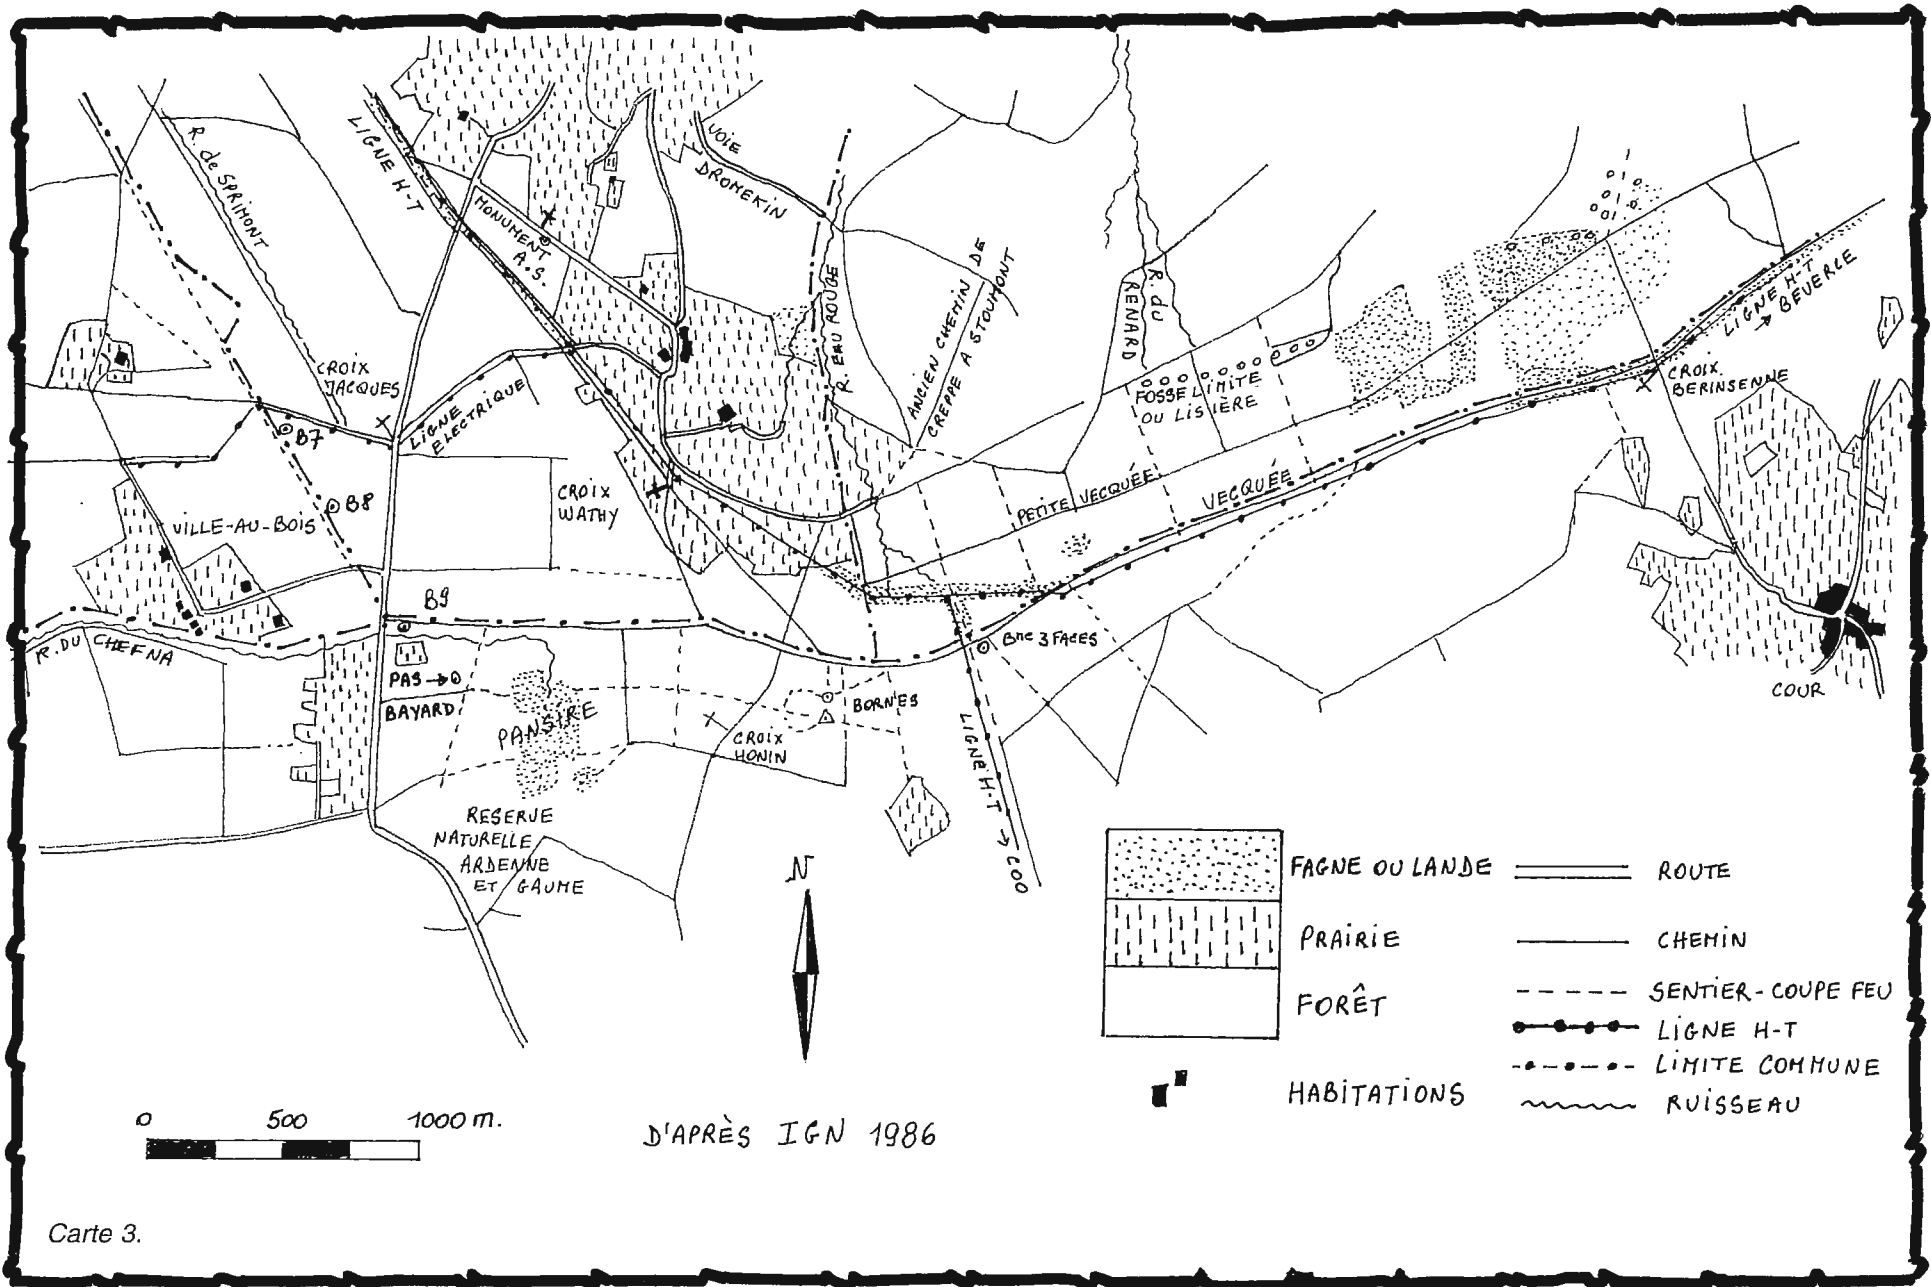 R. de SPRIMONT
LIGNE H-T
MONUMENT
A.S.
VOIE
DROMEKIN
R. EAU ROUGE
ANCIEN CHEMIN DE
CREPPE A STOUMONT
R. du
RENARD
LIGNE H-T
→ BEVERCE
CROIX
JACQUES
LIGNE
ELECTRIQUE
FOSSE LIMITE
OU LISIÈRE
CROIX
BERINSENNE
B7
B8
VILLE-AU-BOIS
CROIX
WATHY
PETITE VECQUÉE
VECQUÉE
B9
R. DU CHEFNA
Bne 3 FACES
PAS →
BAYARD
PANSIRE
CROIX
HONIN
BORNES
LIGNE H-T → COO
COUR
RESERVE
NATURELLE
ARDENNE
ET GAUME
N
FAGNE OU LANDE
PRAIRIE
FORÊT
HABITATIONS
ROUTE
CHEMIN
SENTIER-COUPE FEU
LIGNE H-T
LIMITE COMMUNE
RUISSEAU
0 500 1000 m.
D'APRÈS IGN 1986
Carte 3.